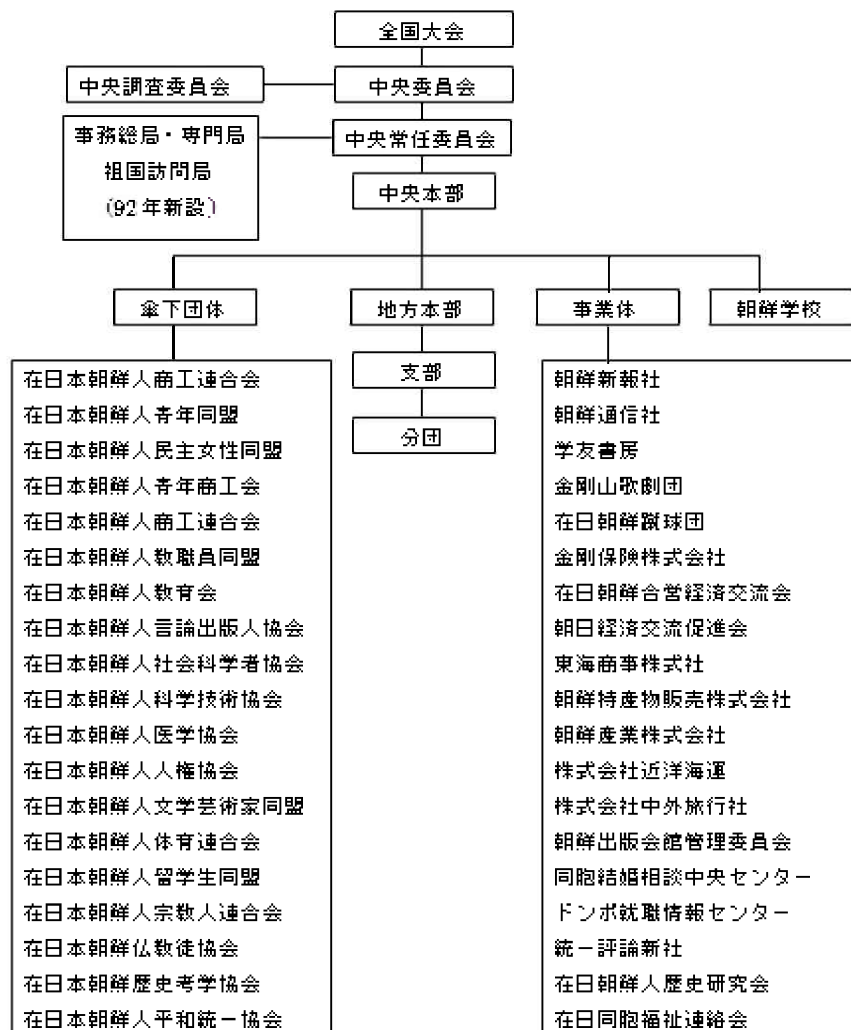 全国大会
中央調査委員会
中央委員会
事務総局・専門局
祖国訪問局
(92年新設)
中央常任委員会
中央本部
傘下団体
地方本部
事業体
朝鮮学校
支部
分団
在日本朝鮮人商工連合会
在日本朝鮮人青年同盟
在日本朝鮮人民主女性同盟
在日本朝鮮人青年商工会
在日本朝鮮人商工連合会
在日本朝鮮人教職員同盟
在日本朝鮮人教育会
在日本朝鮮人言論出版人協会
在日本朝鮮人社会科学者協会
在日本朝鮮人科学技術協会
在日本朝鮮人医学協会
在日本朝鮮人人権協会
在日本朝鮮人文学芸術家同盟
在日本朝鮮人体育連合会
在日本朝鮮人留学生同盟
在日本朝鮮人宗教人連合会
在日本朝鮮仏教徒協会
在日本朝鮮歴史考学協会
在日本朝鮮人平和統一協会
朝鮮新報社
朝鮮通信社
学友書房
金剛山歌劇団
在日朝鮮蹴球団
金剛保険株式会社
在日朝鮮合営経済交流会
朝日経済交流促進会
東海商事株式社
朝鮮特産物販売株式会社
朝鮮産業株式会社
株式会社近洋海運
株式会社中外旅行社
朝鮮出版会館管理委員会
同胞結婚相談中央センター
ドンポ就職情報センター
統一評論新社
在日朝鮮人歴史研究会
在日同胞福祉連絡会